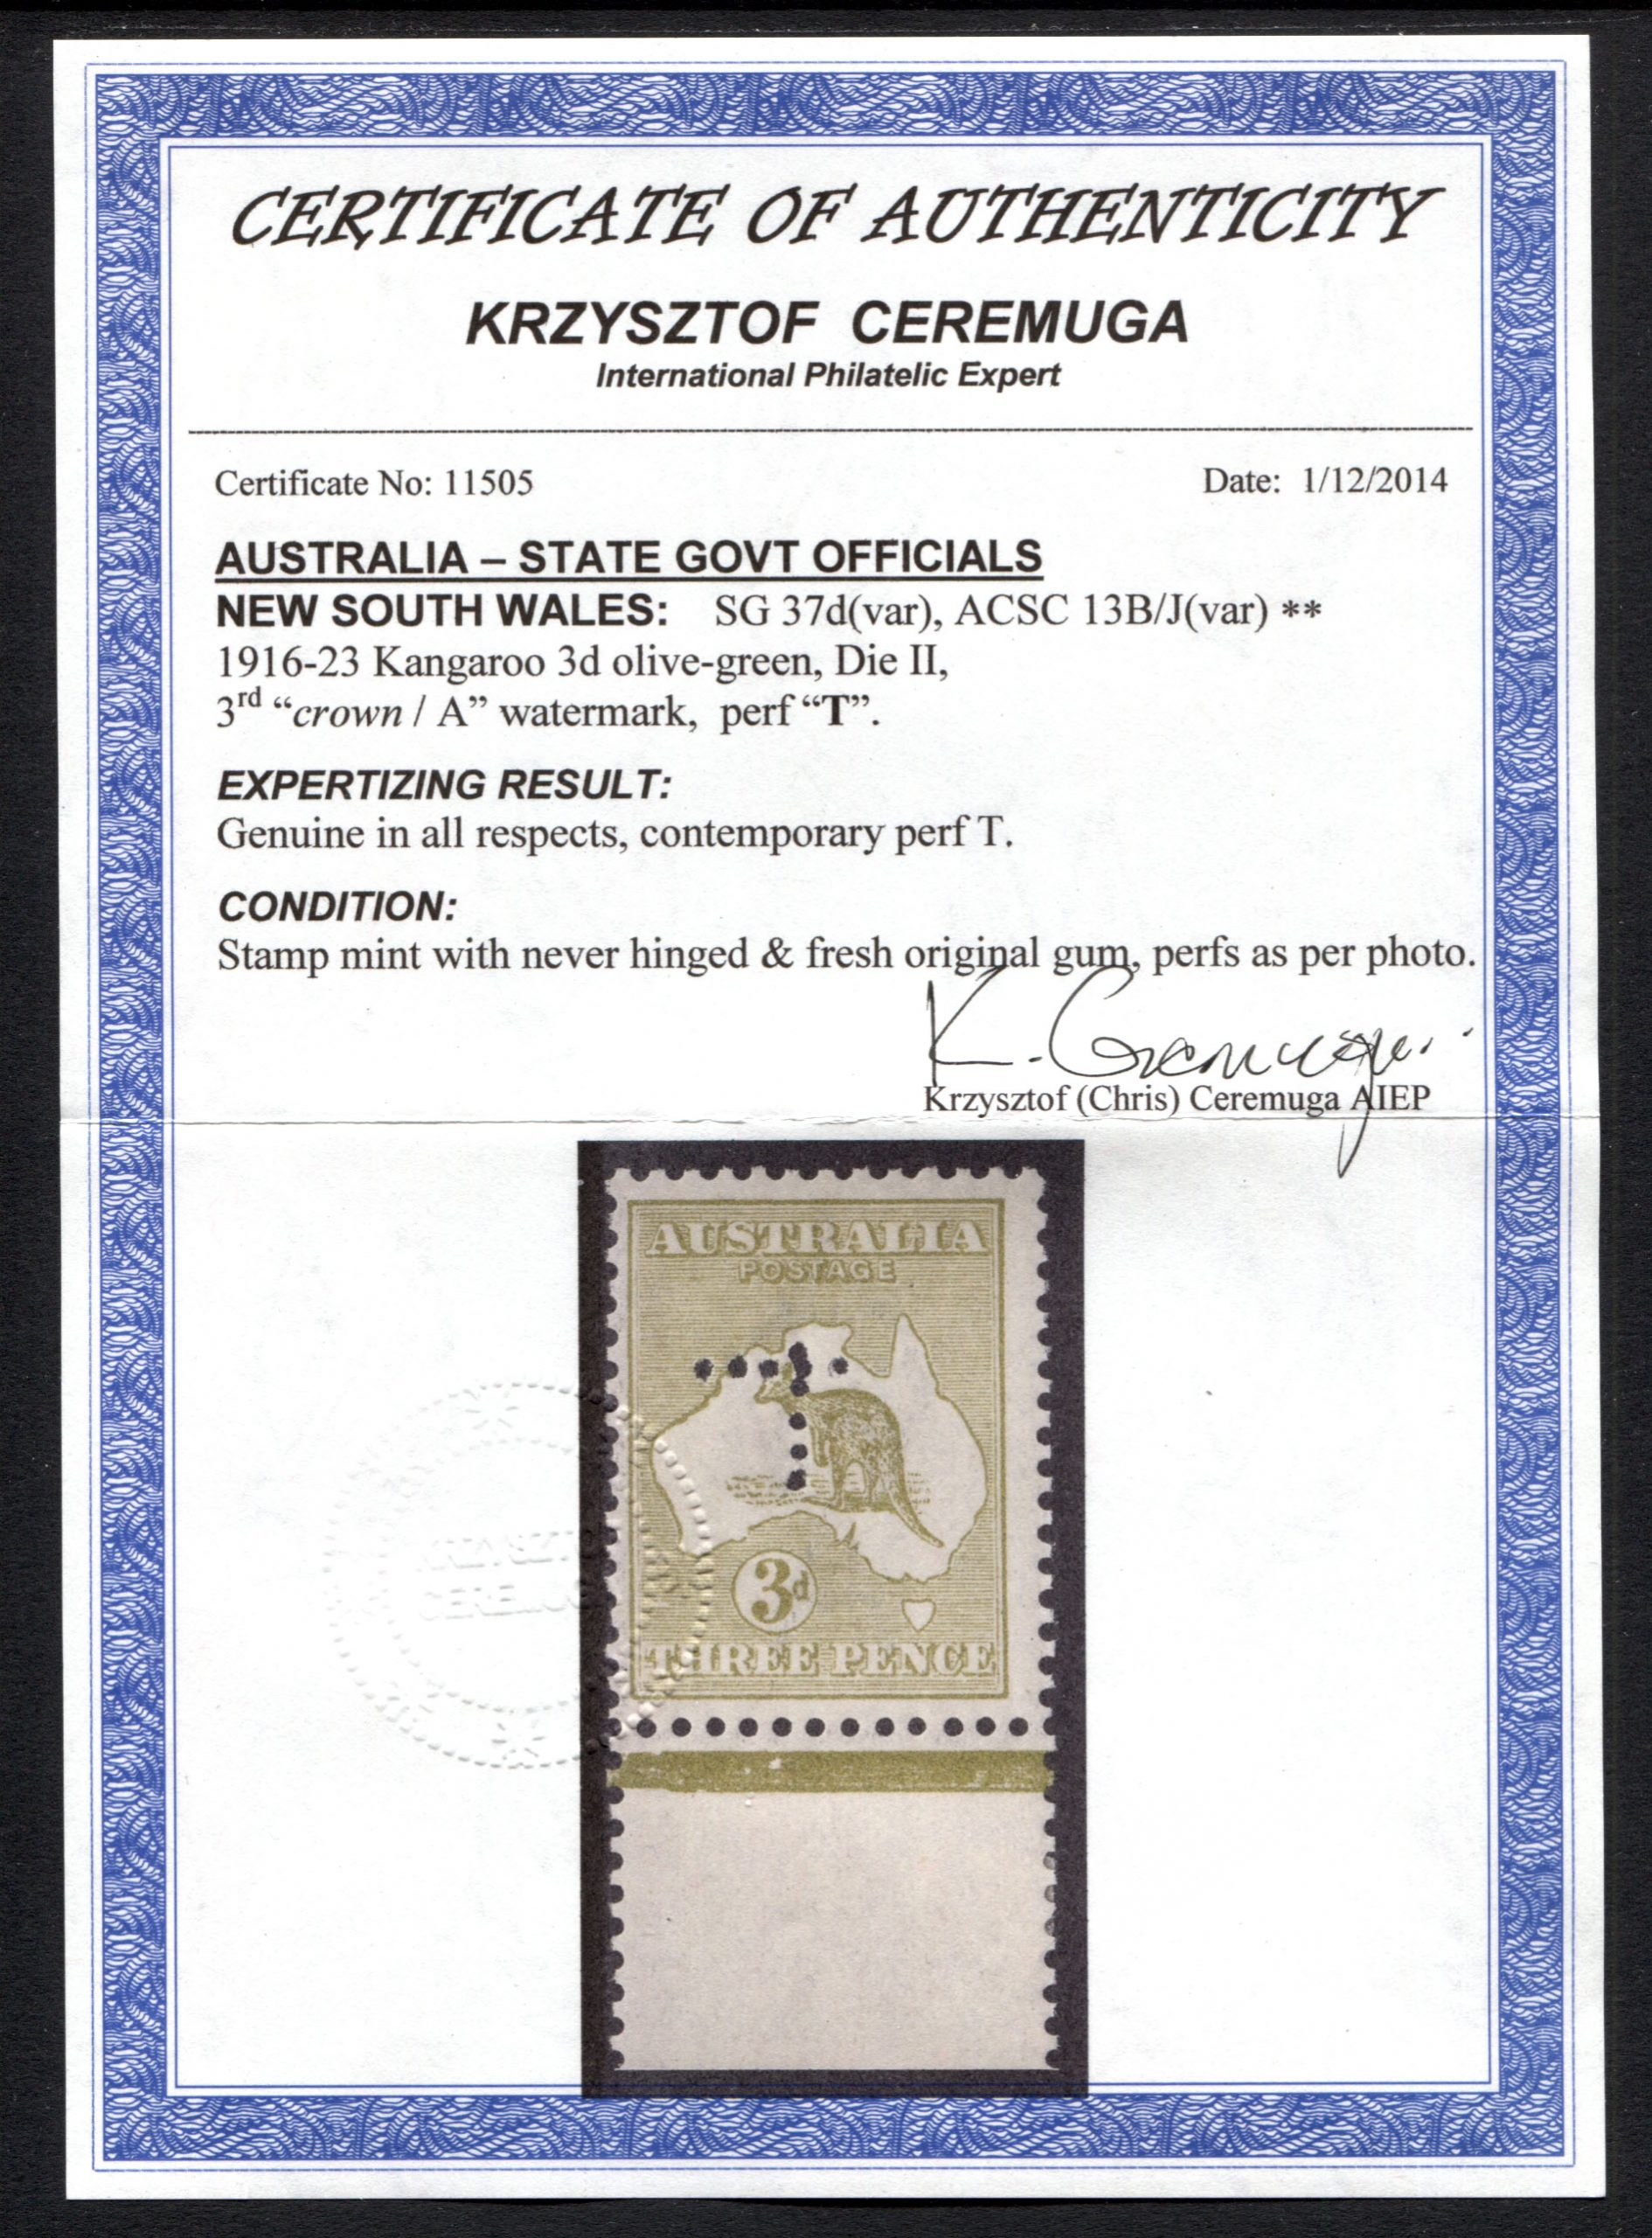 CERTIFICATE OF AUTHENTICITY
KRZYSZTOF CEREMUGA
International Philatelic Expert
Certificate No: 11505 Date: 1/12/2014
AUSTRALIA – STATE GOVT OFFICIALS
NEW SOUTH WALES: SG 37d(var), ACSC 13B/J(var) **
1916-23 Kangaroo 3d olive-green, Die II,
3rd “crown / A” watermark, perf “T”.
EXPERTIZING RESULT:
Genuine in all respects, contemporary perf T.
CONDITION:
Stamp mint with never hinged & fresh original gum, perfs as per photo.
K. Ceremuga
Krzysztof (Chris) Ceremuga AIEP
AUSTRALIA
POSTAGE
T
3d
THREE PENCE